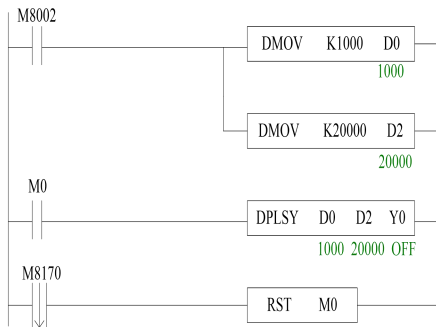 M8002
DMOV K1000 D0
1000
DMOV K20000 D2
20000
M0
DPLSY D0 D2 Y0
1000 20000 OFF
M8170
RST M0